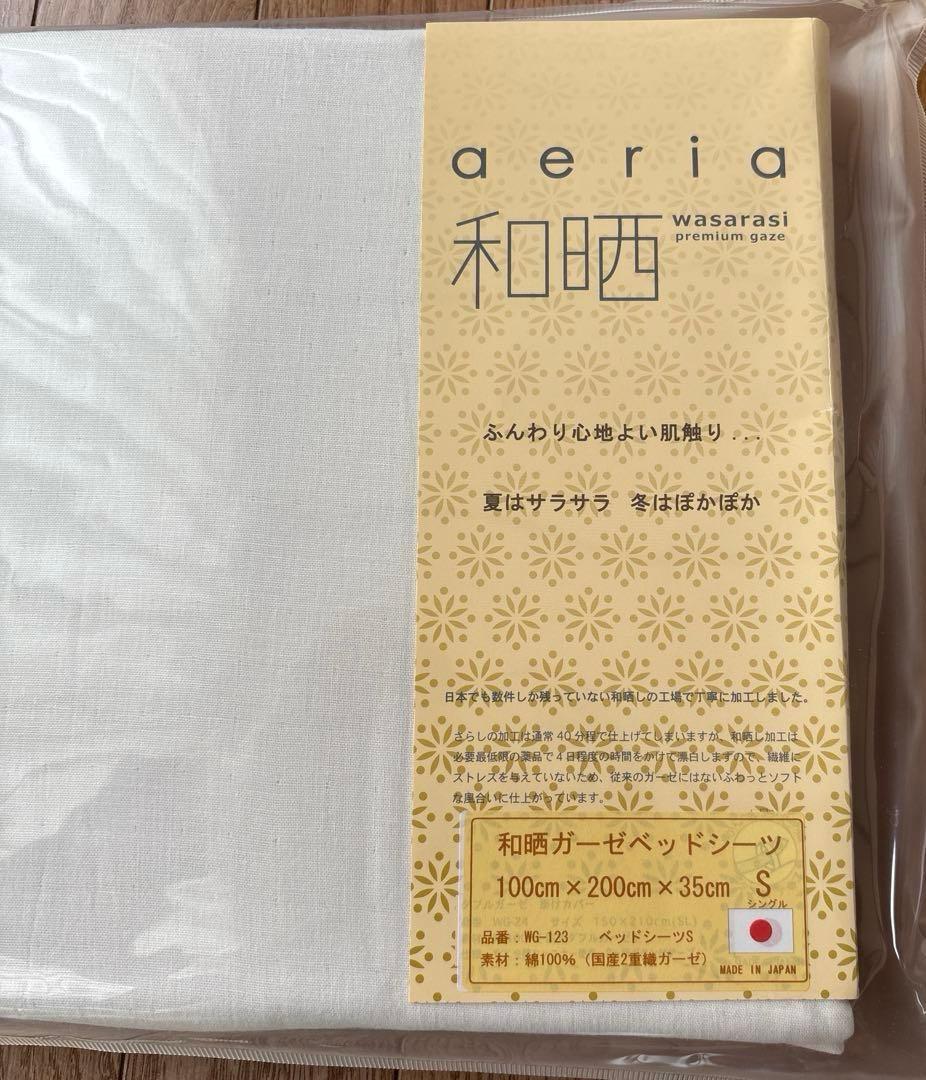 aeria
和晒
wasarasi
premium gaze
ふんわり心地よい肌触り...
夏はサラサラ 冬はぽかぽか
日本でも数件しか残っていない和晒しの工場で丁寧に加工しました。
さらしの加工は通常40分程で仕上げてしまいますが、和晒し加工は
必要最低限の薬品で4日程度の時間をかけて漂白しますので、繊維に
ストレスを与えていないため、従来のガーゼにはないふわっとソフト
な風合いに仕上がっています。
和晒ガーゼベッドシーツ
100cm×200cm×35cm S
シングル
品番：WG-123 ベッドシーツS
素材：綿100%（国産2重織ガーゼ）
MADE IN JAPAN